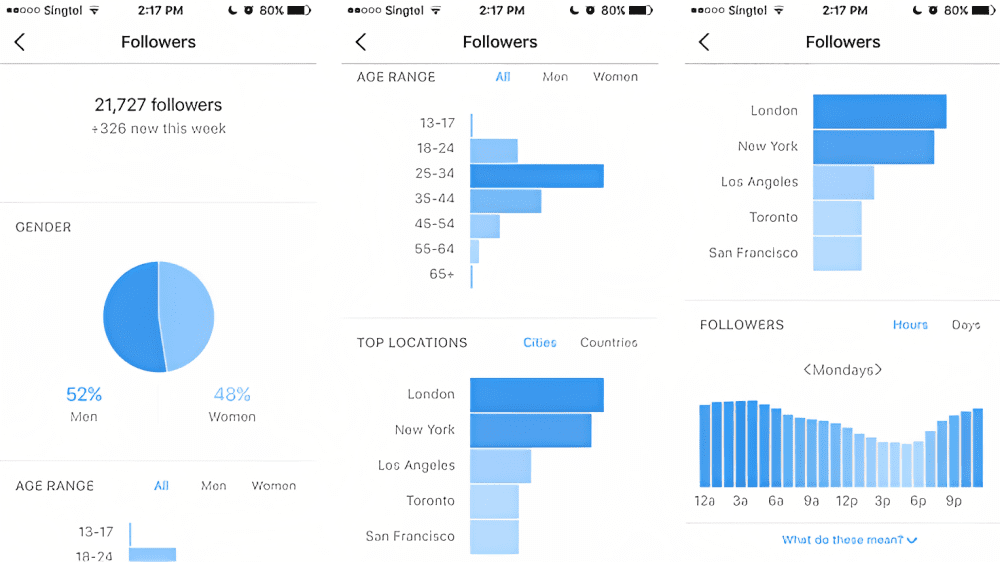 Singtel 2:17 PM 80%
Followers
21,727 followers
+326 new this week
GENDER
52% 48%
Men Women
AGE RANGE All Men Women
13-17
18-24
Singtel 2:17 PM 80%
Followers
AGE RANGE All Men Women
13-17
18-24
25-34
35-44
45-54
55-64
65+
TOP LOCATIONS Cities Countries
London
New York
Los Angeles
Toronto
San Francisco
Singtel 2:17 PM 80%
Followers
London
New York
Los Angeles
Toronto
San Francisco
FOLLOWERS Hours Days
<Mondays>
12a 3a 6a 9a 12p 3p 6p 9p
What do these mean?